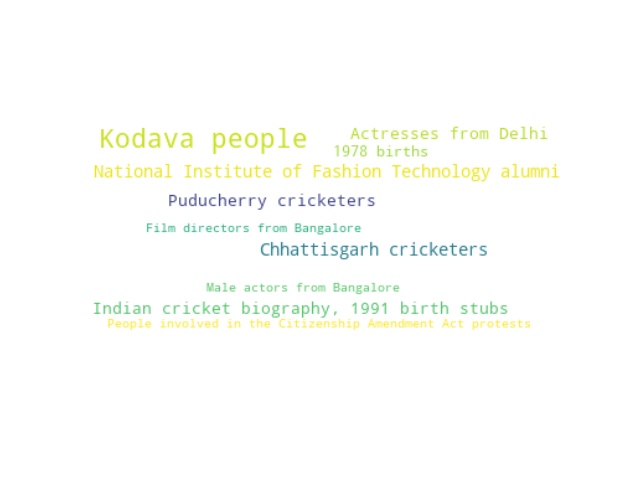 Kodava people
Actresses from Delhi
1978 births
National Institute of Fashion Technology alumni
Puducherry cricketers
Film directors from Bangalore
Chhattisgarh cricketers
Male actors from Bangalore
Indian cricket biography, 1991 birth stubs
People involved in the Citizenship Amendment Act protests